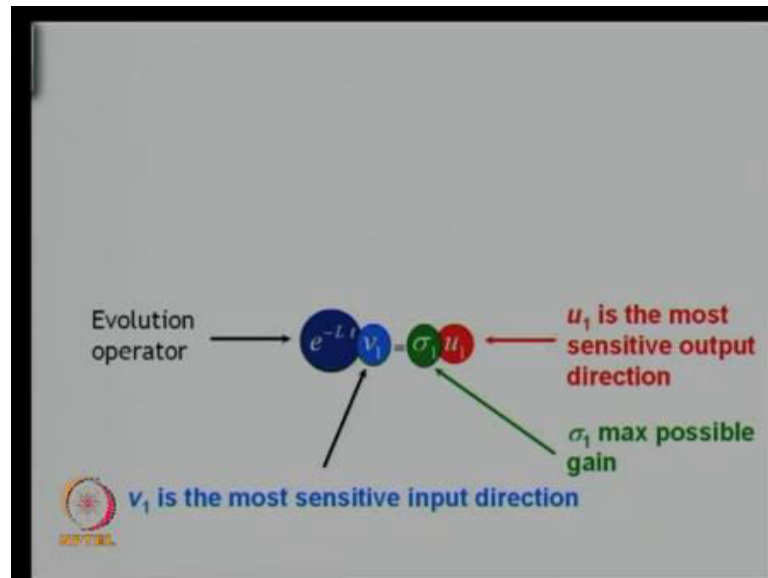 Evolution
operator
e^{-Lt} v₁ = σ₁ u₁
u₁ is the most
sensitive output
direction
σ₁ max possible
gain
v₁ is the most sensitive input direction
NPTEL